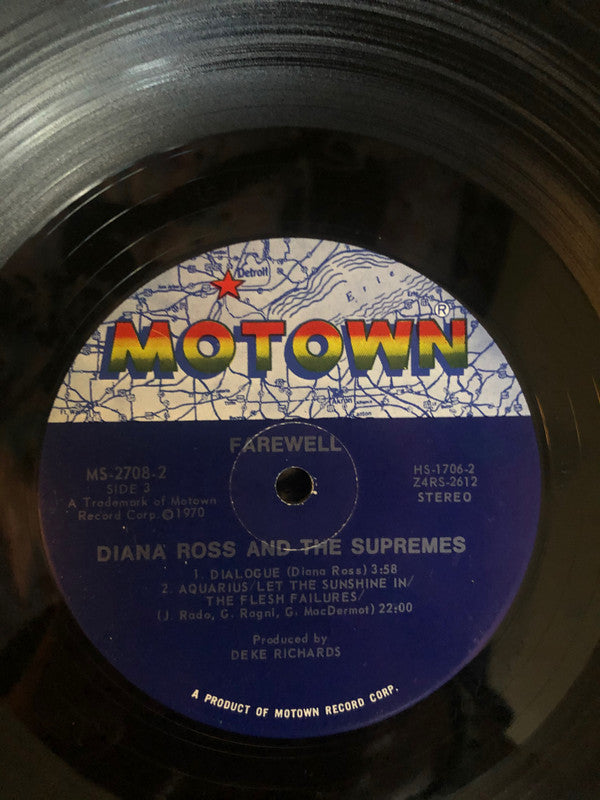 Detroit
Erie
MOTOWN®
FAREWELL
MS-2708-2
SIDE 3
A Trademark of Motown
Record Corp. © 1970
HS-1706-2
Z4RS-2612
STEREO
DIANA ROSS AND THE SUPREMES
1. DIALOGUE (Diana Ross) 3:58
2. AQUARIUS/LET THE SUNSHINE IN/
THE FLESH FAILURES/
(J. Rado, G. Ragni, G. MacDermot) 22:00
Produced by
DEKE RICHARDS
A PRODUCT OF MOTOWN RECORD CORP.